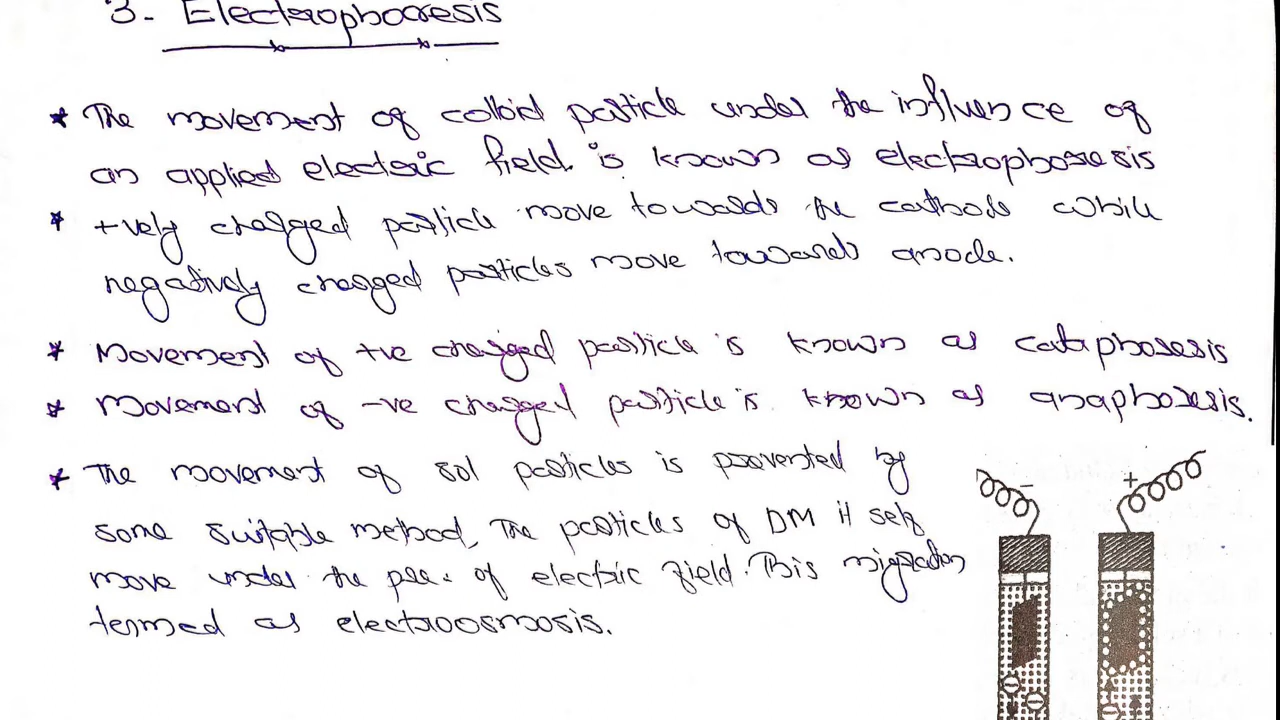 3. Electrophoresis
* The movement of colloid particle under the influence of
an applied electric field. is known as electrophoresis
* +vely charged particle move towards the cathode while
negatively charged particles move towards anode.
* Movement of +ve charged particle is known as cataphoresis
* Movement of -ve charged particle is known as anaphoresis.
* The movement of sol particles is prevented by
some suitable method, The particles of DM it self
move under the of electric field. This migration
termed as electroosmosis.
- +